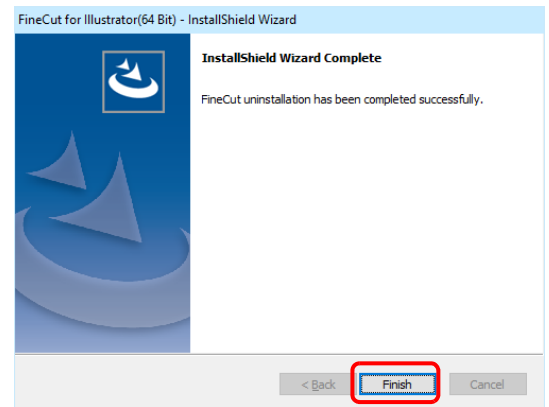 FineCut for Illustrator(64 Bit) - InstallShield Wizard
InstallShield Wizard Complete
FineCut uninstallation has been completed successfully.
< Back Finish Cancel